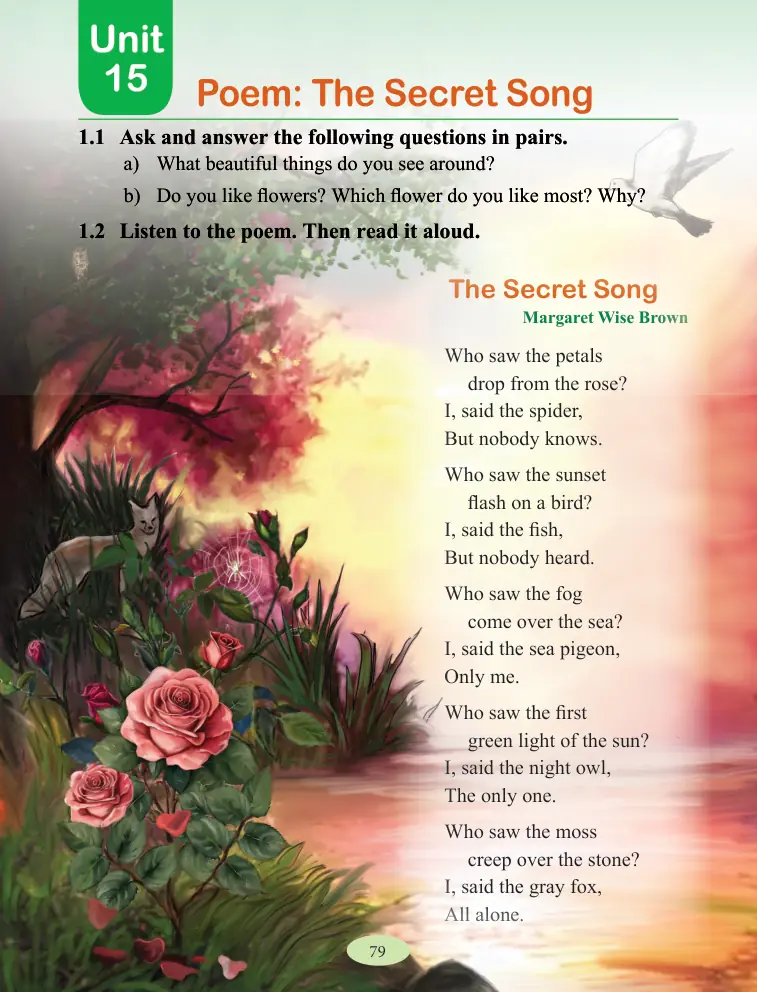 Unit
15
Poem: The Secret Song
1.1 Ask and answer the following questions in pairs.
a) What beautiful things do you see around?
b) Do you like flowers? Which flower do you like most? Why?
1.2 Listen to the poem. Then read it aloud.
The Secret Song
Margaret Wise Brown
Who saw the petals
drop from the rose?
I, said the spider,
But nobody knows.
Who saw the sunset
flash on a bird?
I, said the fish,
But nobody heard.
Who saw the fog
come over the sea?
I, said the sea pigeon,
Only me.
Who saw the first
green light of the sun?
I, said the night owl,
The only one.
Who saw the moss
creep over the stone?
I, said the gray fox,
All alone.
79